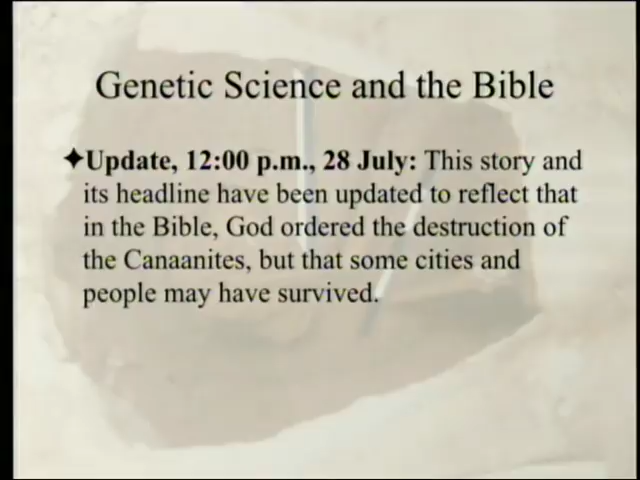 Genetic Science and the Bible
✦Update, 12:00 p.m., 28 July: This story and
its headline have been updated to reflect that
in the Bible, God ordered the destruction of
the Canaanites, but that some cities and
people may have survived.